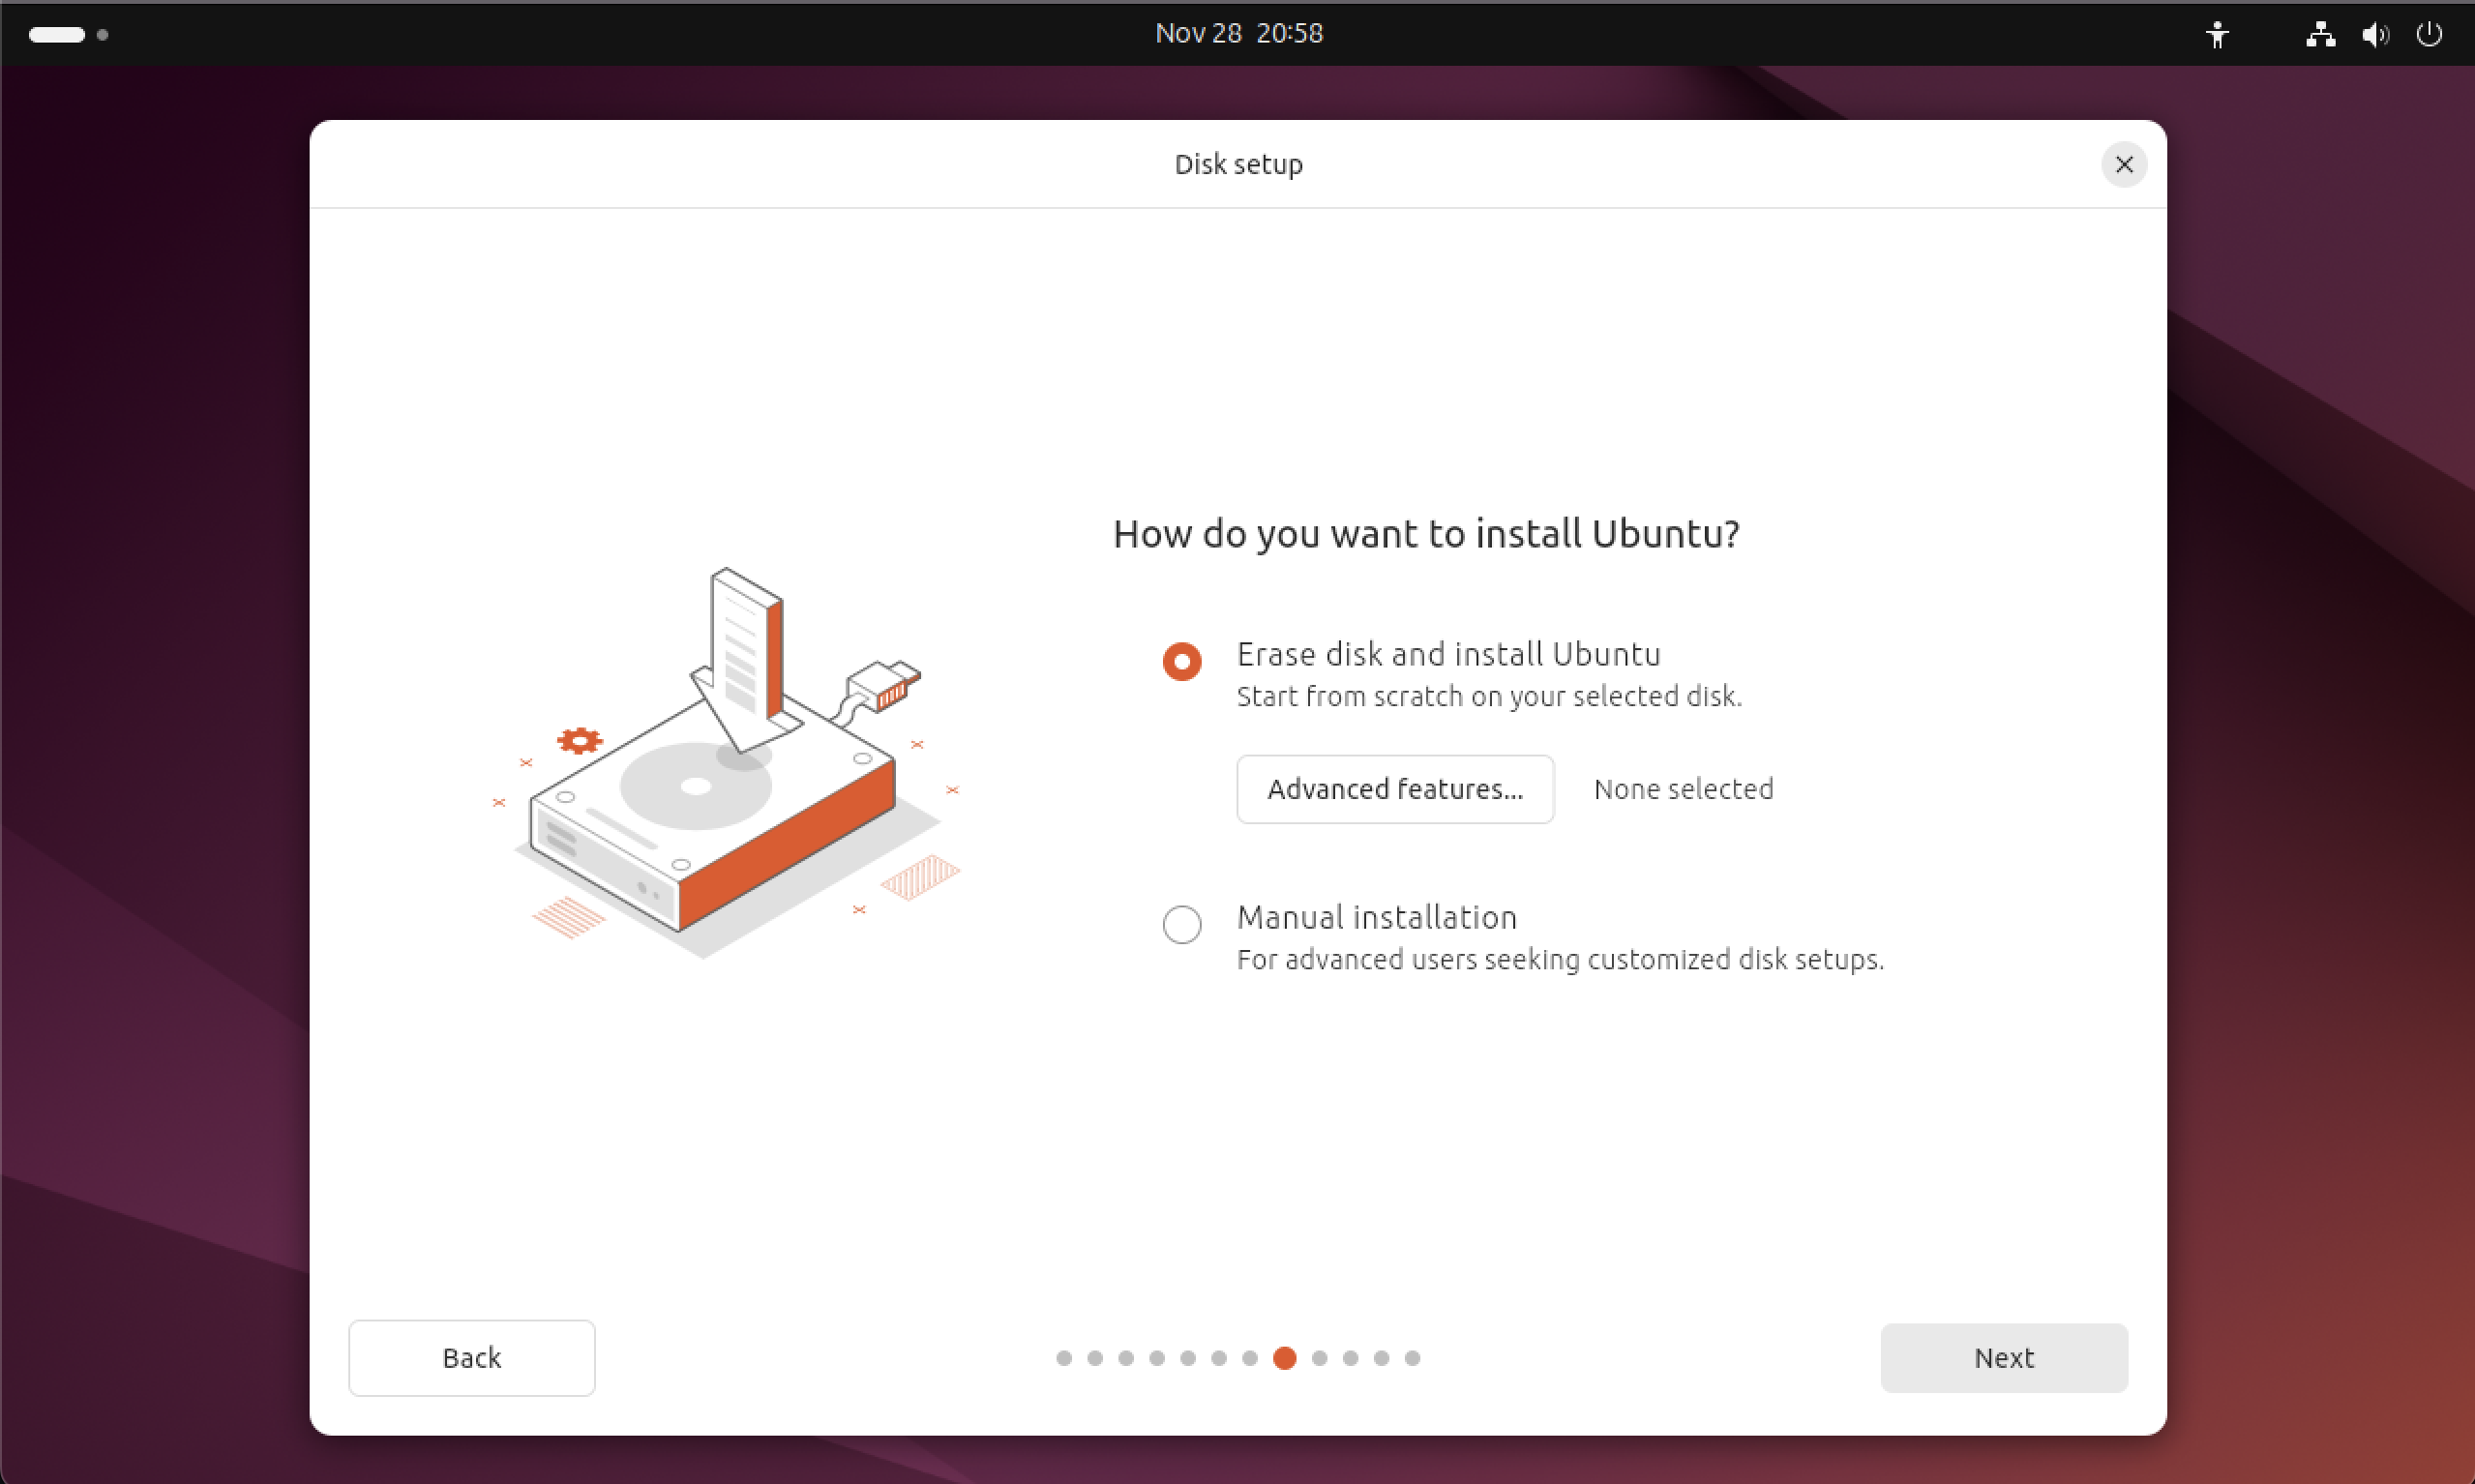 Nov 28 20:58
Disk setup
How do you want to install Ubuntu?
Erase disk and install Ubuntu
Start from scratch on your selected disk.
Advanced features... None selected
Manual installation
For advanced users seeking customized disk setups.
Back Next